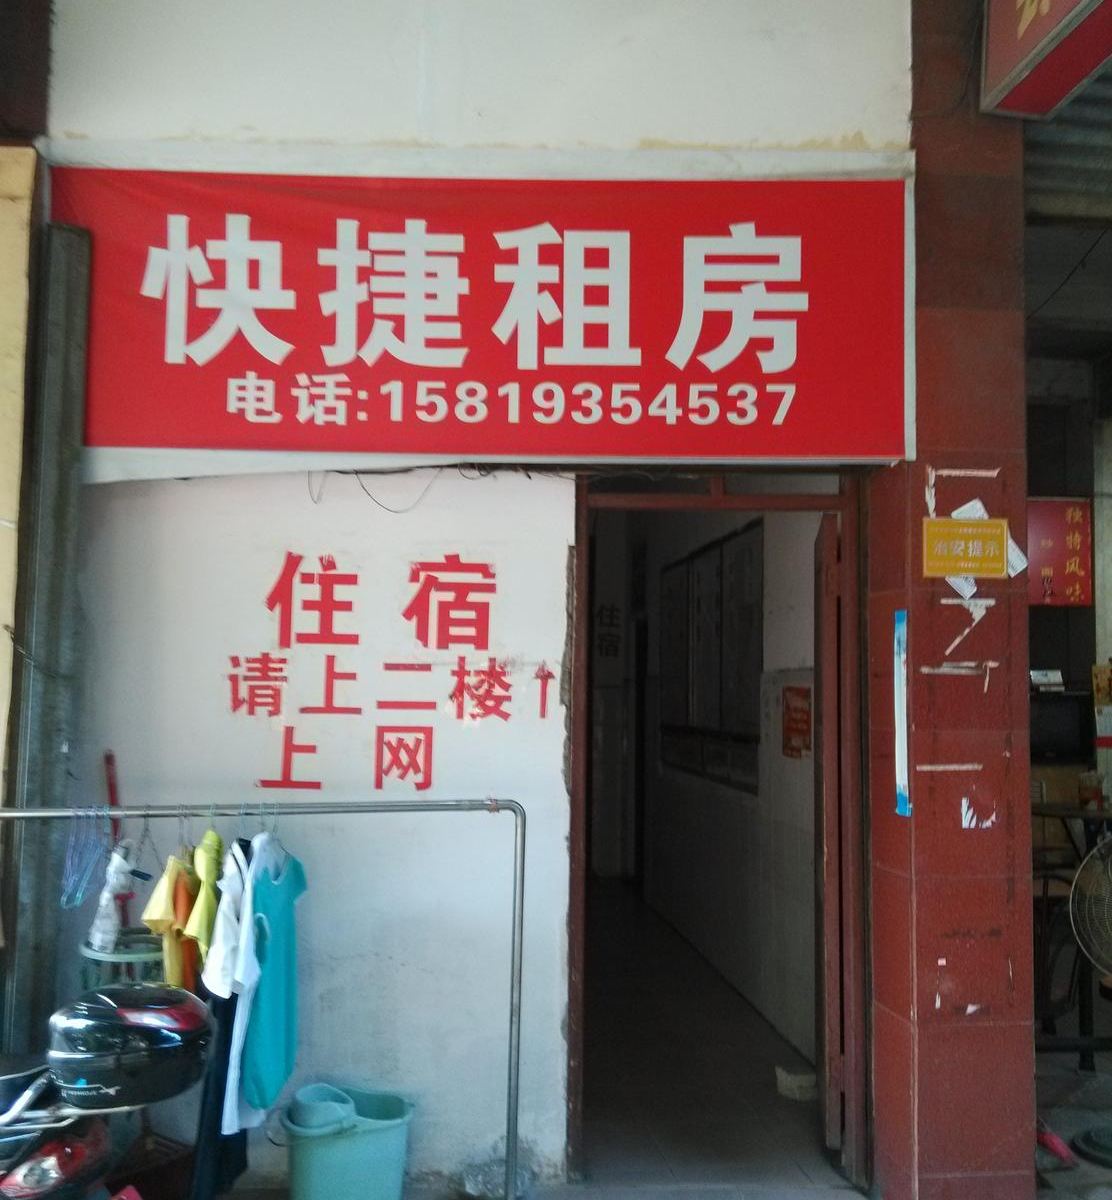 快捷租房
电话:15819354537
住宿
请上二楼↑
上网
住宿
治安提示
独特风味